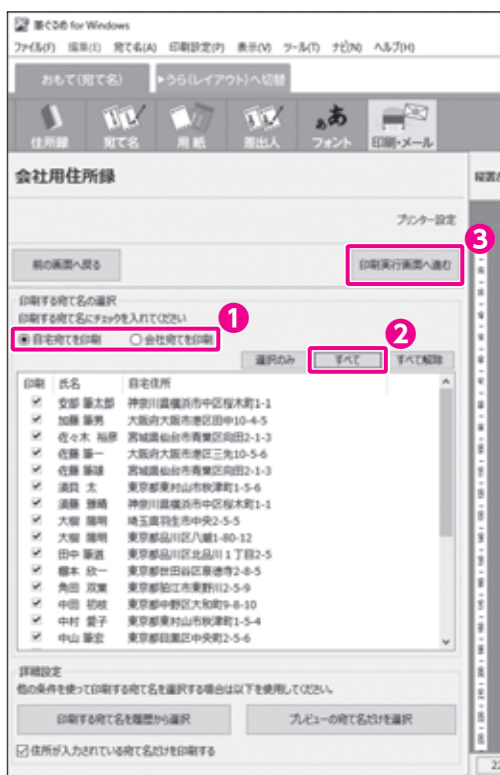 筆ぐるめ for Windows
ファイル(F) 編集(E) 宛て名(A) 印刷設定(P) 表示(V) ツール(T) ナビ(N) ヘルプ(H)
おもて(宛て名) ▶うら(レイアウト)へ切替
住所録 宛て名 用紙 差出人 フォント 印刷・メール
会社用住所録
プリンター設定
3
前の画面へ戻る 印刷実行画面へ進む
印刷する宛て名の選択
印刷する宛て名にチェックを入れてください
1
2
自宅宛てを印刷 会社宛てを印刷
選択のみ すべて すべて解除
印刷 氏名 自宅住所
安部 筆太郎 神奈川県横浜市中区桜木町1-1
加藤 筆男 大阪府大阪市港区田中10-4-5
佐々木 裕彦 宮城県仙台市青葉区向田2-1-3
佐藤 筆一 大阪府大阪市港区三先10-5-6
佐藤 筆雄 宮城県仙台市青葉区向田2-1-3
須貝 太 東京都東村山市秋津町1-5-6
須藤 雅晴 神奈川県横浜市中区桜木町1-1
大樹 陽明 埼玉県羽生市中央2-5-5
大樹 陽明 東京都品川区八潮1-80-12
田中 筆道 東京都品川区北品川1丁目2-5
棚本 欣一 東京都世田谷区豪徳寺2-8-5
角田 双葉 東京都狛江市東野川2-5-9
中田 初枝 東京都中野区大和町9-8-10
中村 愛子 東京都東村山市秋津町1-5-4
中山 筆宏 東京都目黒区中央町2-5-6
詳細設定
他の条件を使って印刷する宛て名を選択する場合は以下を使用してください。
印刷する宛て名を履歴から選択 プレビューの宛て名だけを選択
住所が入力されている宛て名だけを印刷する